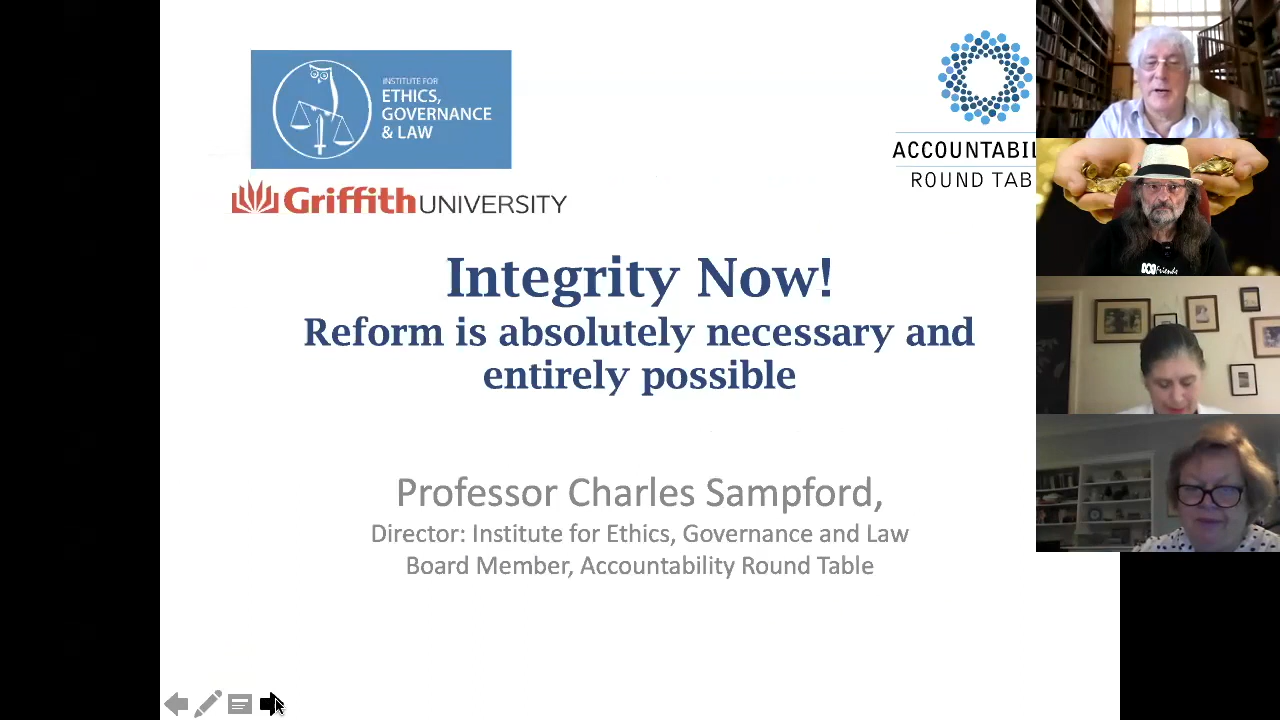 INSTITUTE FOR
ETHICS,
GOVERNANCE
& LAW
Griffith UNIVERSITY
ACCOUNTABIL
ROUND TAB
Integrity Now!
Reform is absolutely necessary and
entirely possible
Professor Charles Sampford,
Director: Institute for Ethics, Governance and Law
Board Member, Accountability Round Table
Friends